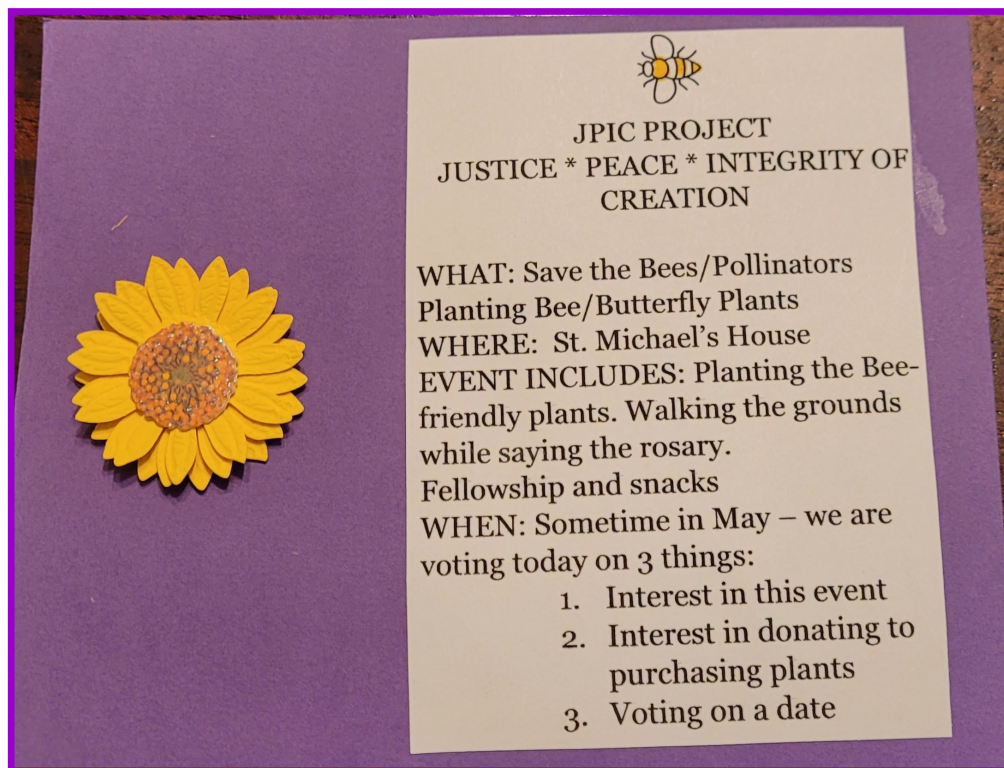 JPIC PROJECT
JUSTICE * PEACE * INTEGRITY OF
CREATION
WHAT: Save the Bees/Pollinators
Planting Bee/Butterfly Plants
WHERE: St. Michael’s House
EVENT INCLUDES: Planting the Bee-
friendly plants. Walking the grounds
while saying the rosary.
Fellowship and snacks
WHEN: Sometime in May – we are
voting today on 3 things:
1. Interest in this event
2. Interest in donating to
purchasing plants
3. Voting on a date